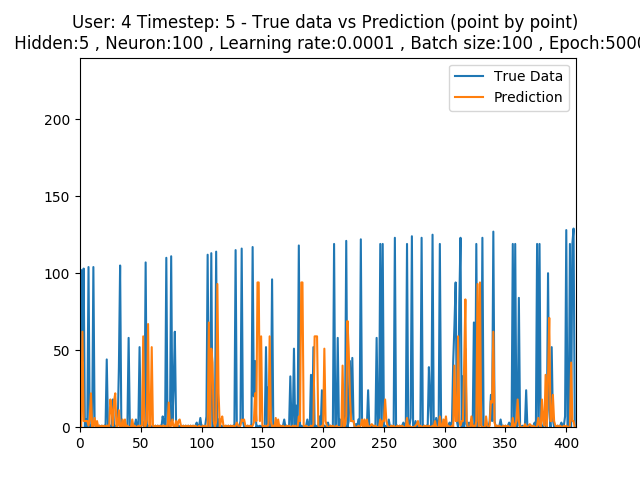 User: 4 Timestep: 5 - True data vs Prediction (point by point)
Hidden:5 , Neuron:100 , Learning rate:0.0001 , Batch size:100 , Epoch:5000
True Data
Prediction
200
150
100
50
0
0 50 100 150 200 250 300 350 400